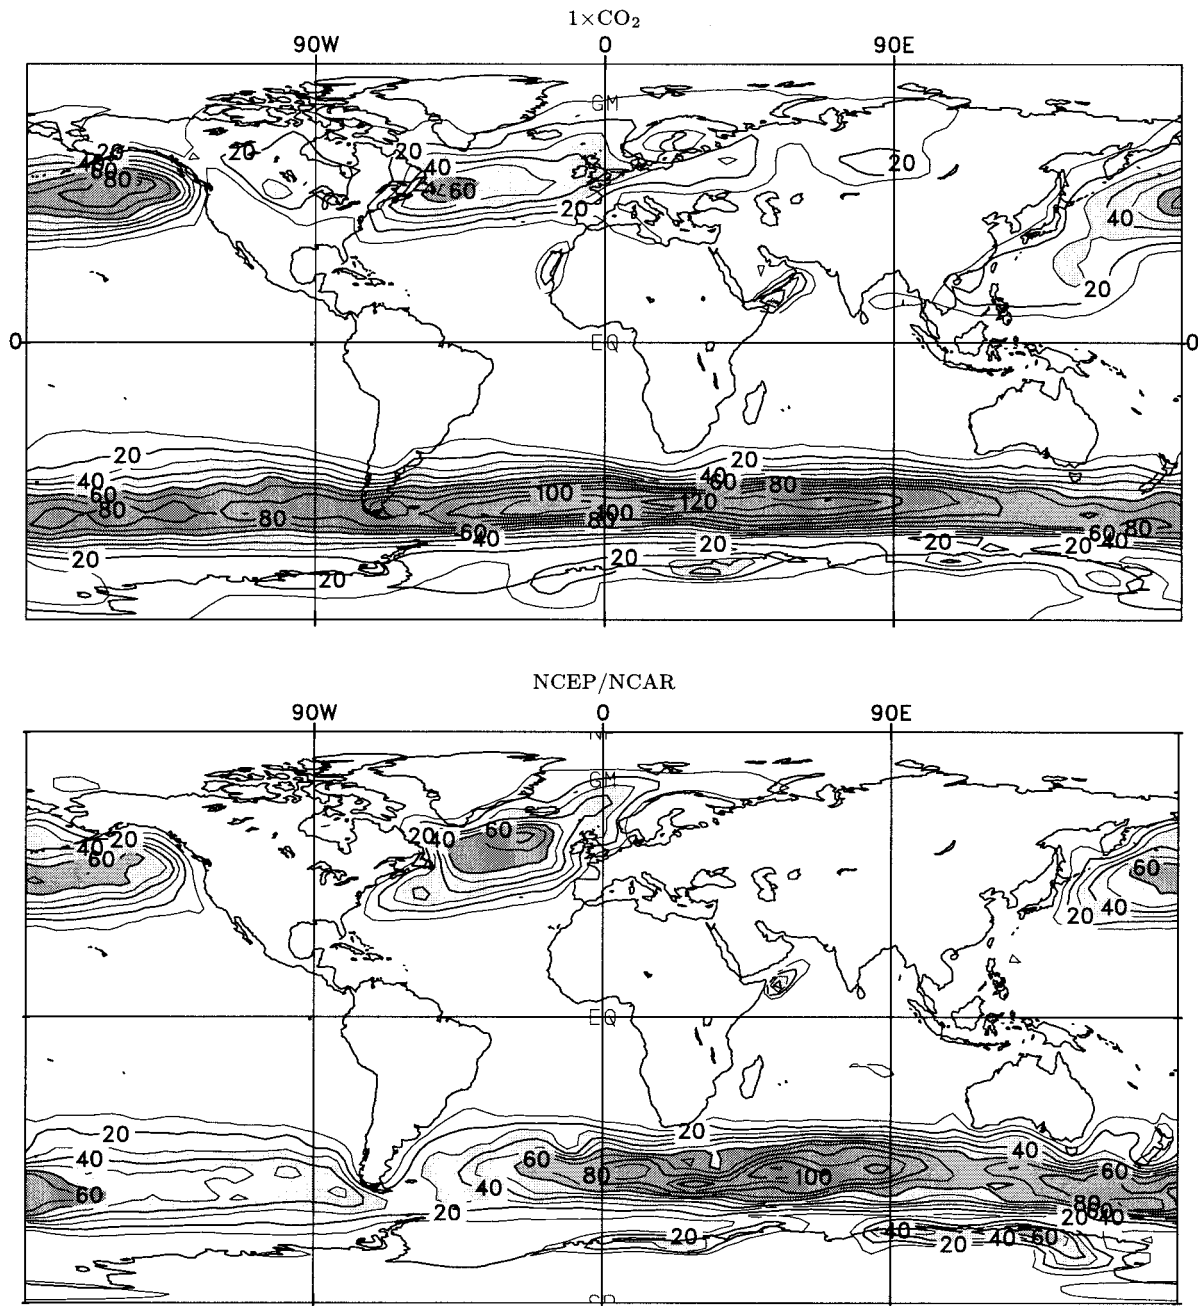 1×CO₂
90W 0 90E
GM
20 20 20 20
40 60 80 40 60 40
20 20
0 EQ 0
20 20
40 40 60 80
60 100 120
80 80 100 60 80
60 40 40
20 20 20 20 20
20
NCEP/NCAR
90W 0 90E
GM
20 20 40 60
40 60 60
20 40
EQ
20 20
40 60 40
60 40 80 100 60
20 80
20 40 20 40 60